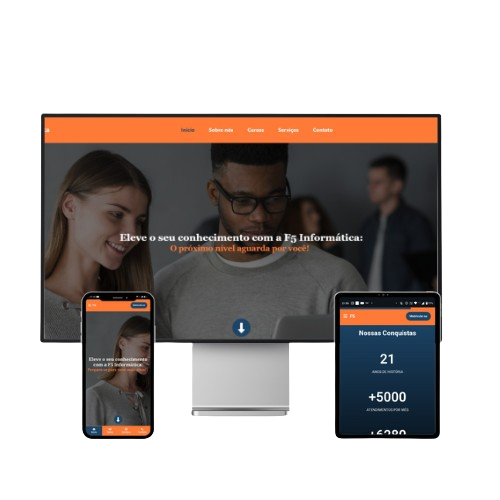 Início Sobre nós Cursos Serviços Contato
Eleve o seu conhecimento com a F5 Informática:
O próximo nível aguarda por você!
Eleve o seu conhecimento
com a F5 Informática:
F5
Nossas Conquistas
21
ANOS DE HISTÓRIA
+5000
ATENDIMENTOS POR MÊS
+6280